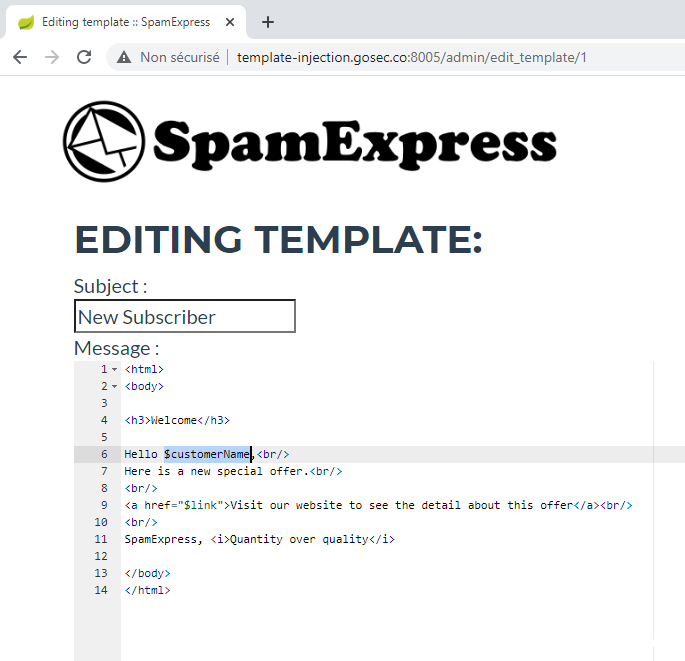 Editing template :: SpamExpress
Non sécurisé | template-injection.gosec.co:8005/admin/edit_template/1
SpamExpress
EDITING TEMPLATE:
Subject :
New Subscriber
Message :
1 <html>
2 <body>
3
4 <h3>Welcome</h3>
5
6 Hello $customerName,<br/>
7 Here is a new special offer.<br/>
8 <br/>
9 <a href="$link">Visit our website to see the detail about this offer</a><br/>
10 <br/>
11 SpamExpress, <i>Quantity over quality</i>
12
13 </body>
14 </html>